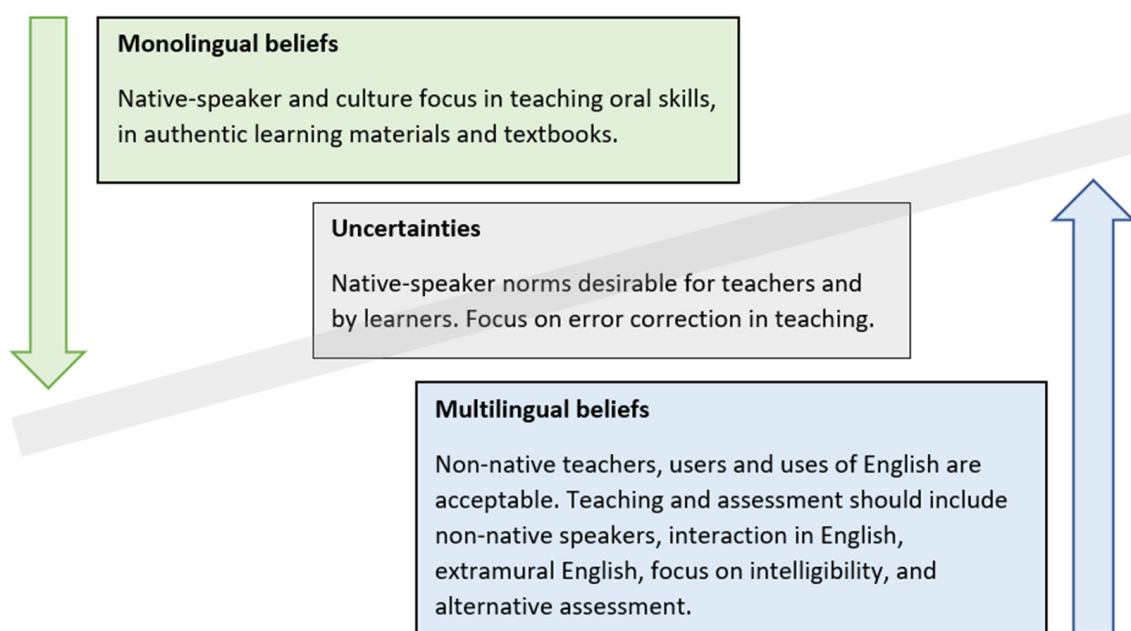 Monolingual beliefs
Native-speaker and culture focus in teaching oral skills,
in authentic learning materials and textbooks.
Uncertainties
Native-speaker norms desirable for teachers and
by learners. Focus on error correction in teaching.
Multilingual beliefs
Non-native teachers, users and uses of English are
acceptable. Teaching and assessment should include
non-native speakers, interaction in English,
extramural English, focus on intelligibility, and
alternative assessment.